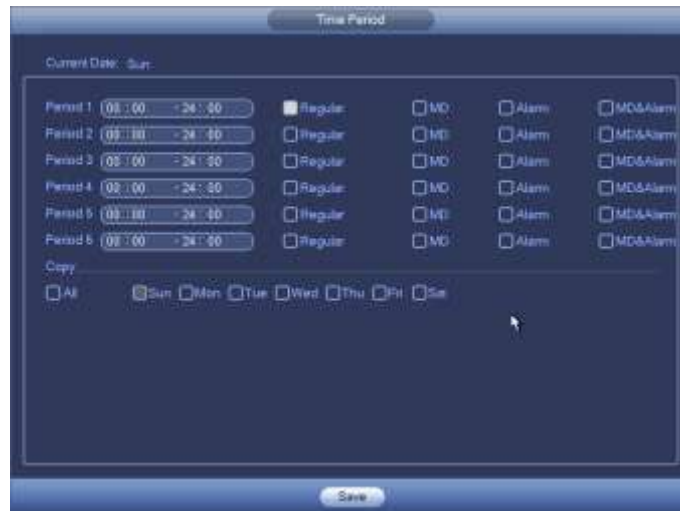 Time Period
Current Date: Sun
Period 1 00 : 00 - 24 : 00 Regular MD Alarm MD&Alarm
Period 2 00 : 00 - 24 : 00 Regular MD Alarm MD&Alarm
Period 3 00 : 00 - 24 : 00 Regular MD Alarm MD&Alarm
Period 4 00 : 00 - 24 : 00 Regular MD Alarm MD&Alarm
Period 5 00 : 00 - 24 : 00 Regular MD Alarm MD&Alarm
Period 6 00 : 00 - 24 : 00 Regular MD Alarm MD&Alarm
Copy
All Sun Mon Tue Wed Thu Fri Sat
Save